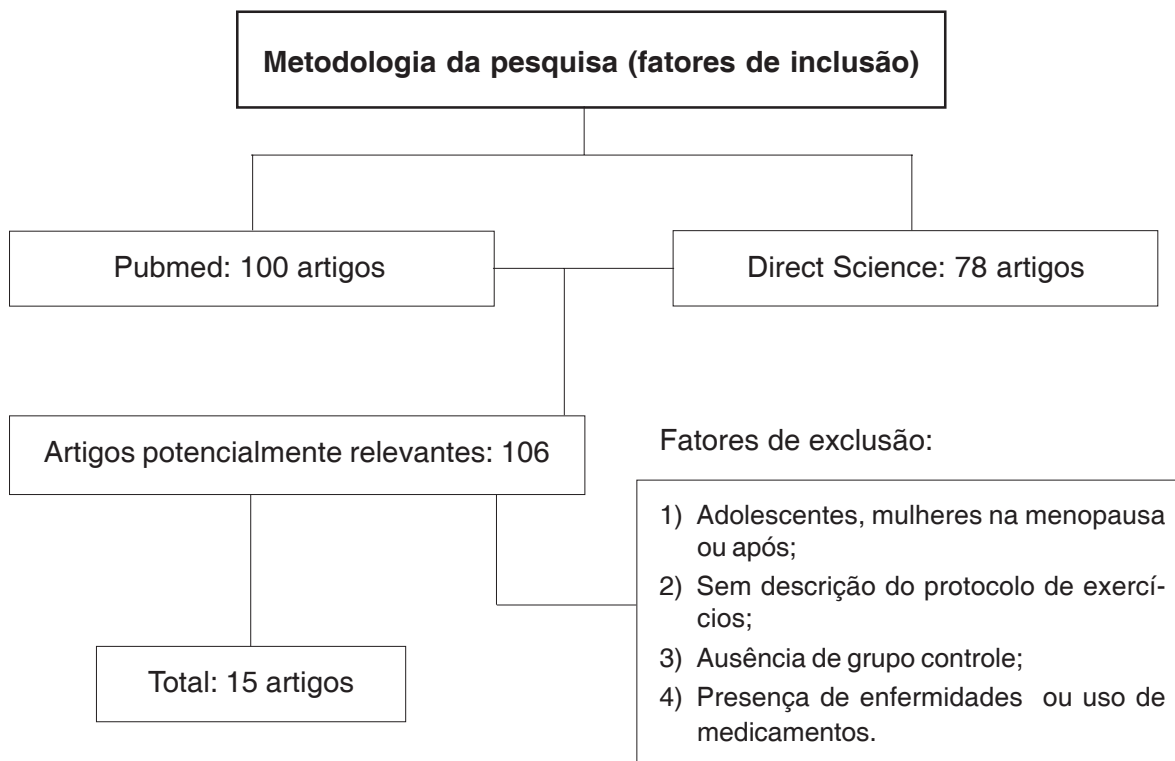 Metodologia da pesquisa (fatores de inclusão)
Pubmed: 100 artigos
Direct Science: 78 artigos
Artigos potencialmente relevantes: 106
Fatores de exclusão:
1) Adolescentes, mulheres na menopausa
ou após;
2) Sem descrição do protocolo de exercí-
cios;
3) Ausência de grupo controle;
4) Presença de enfermidades ou uso de
medicamentos.
Total: 15 artigos